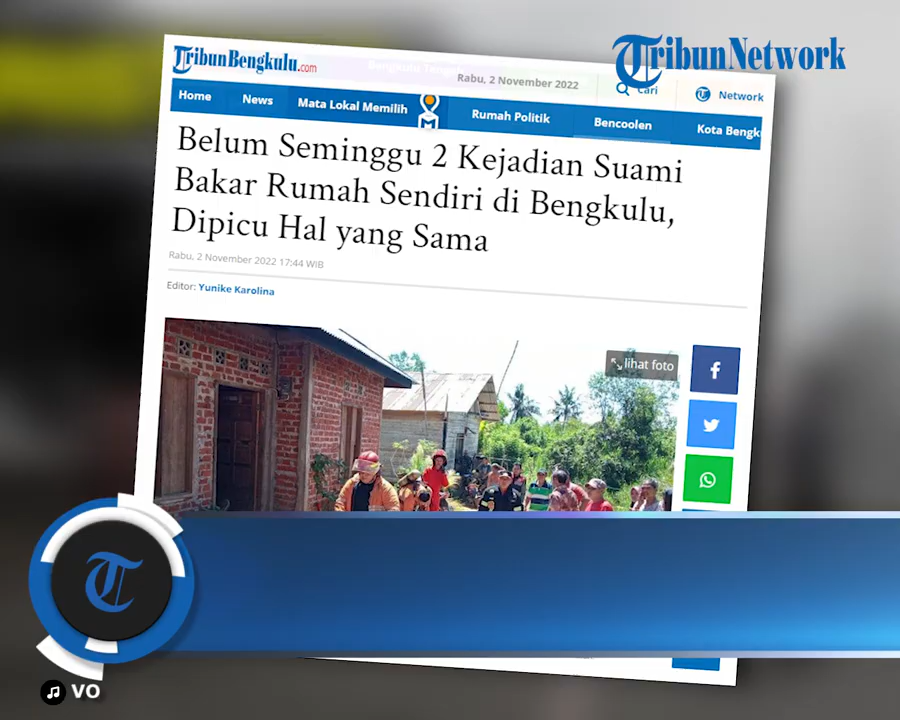 TribunNetwork
TribunBengkulu.com
Rabu, 2 November 2022
Cari
Network
Home
News
Mata Lokal Memilih
Rumah Politik
Bencoolen
Kota Bengk
Belum Seminggu 2 Kejadian Suami
Bakar Rumah Sendiri di Bengkulu,
Dipicu Hal yang Sama
Rabu, 2 November 2022 17:44 WIB
Editor: Yunike Karolina
lihat foto
VO